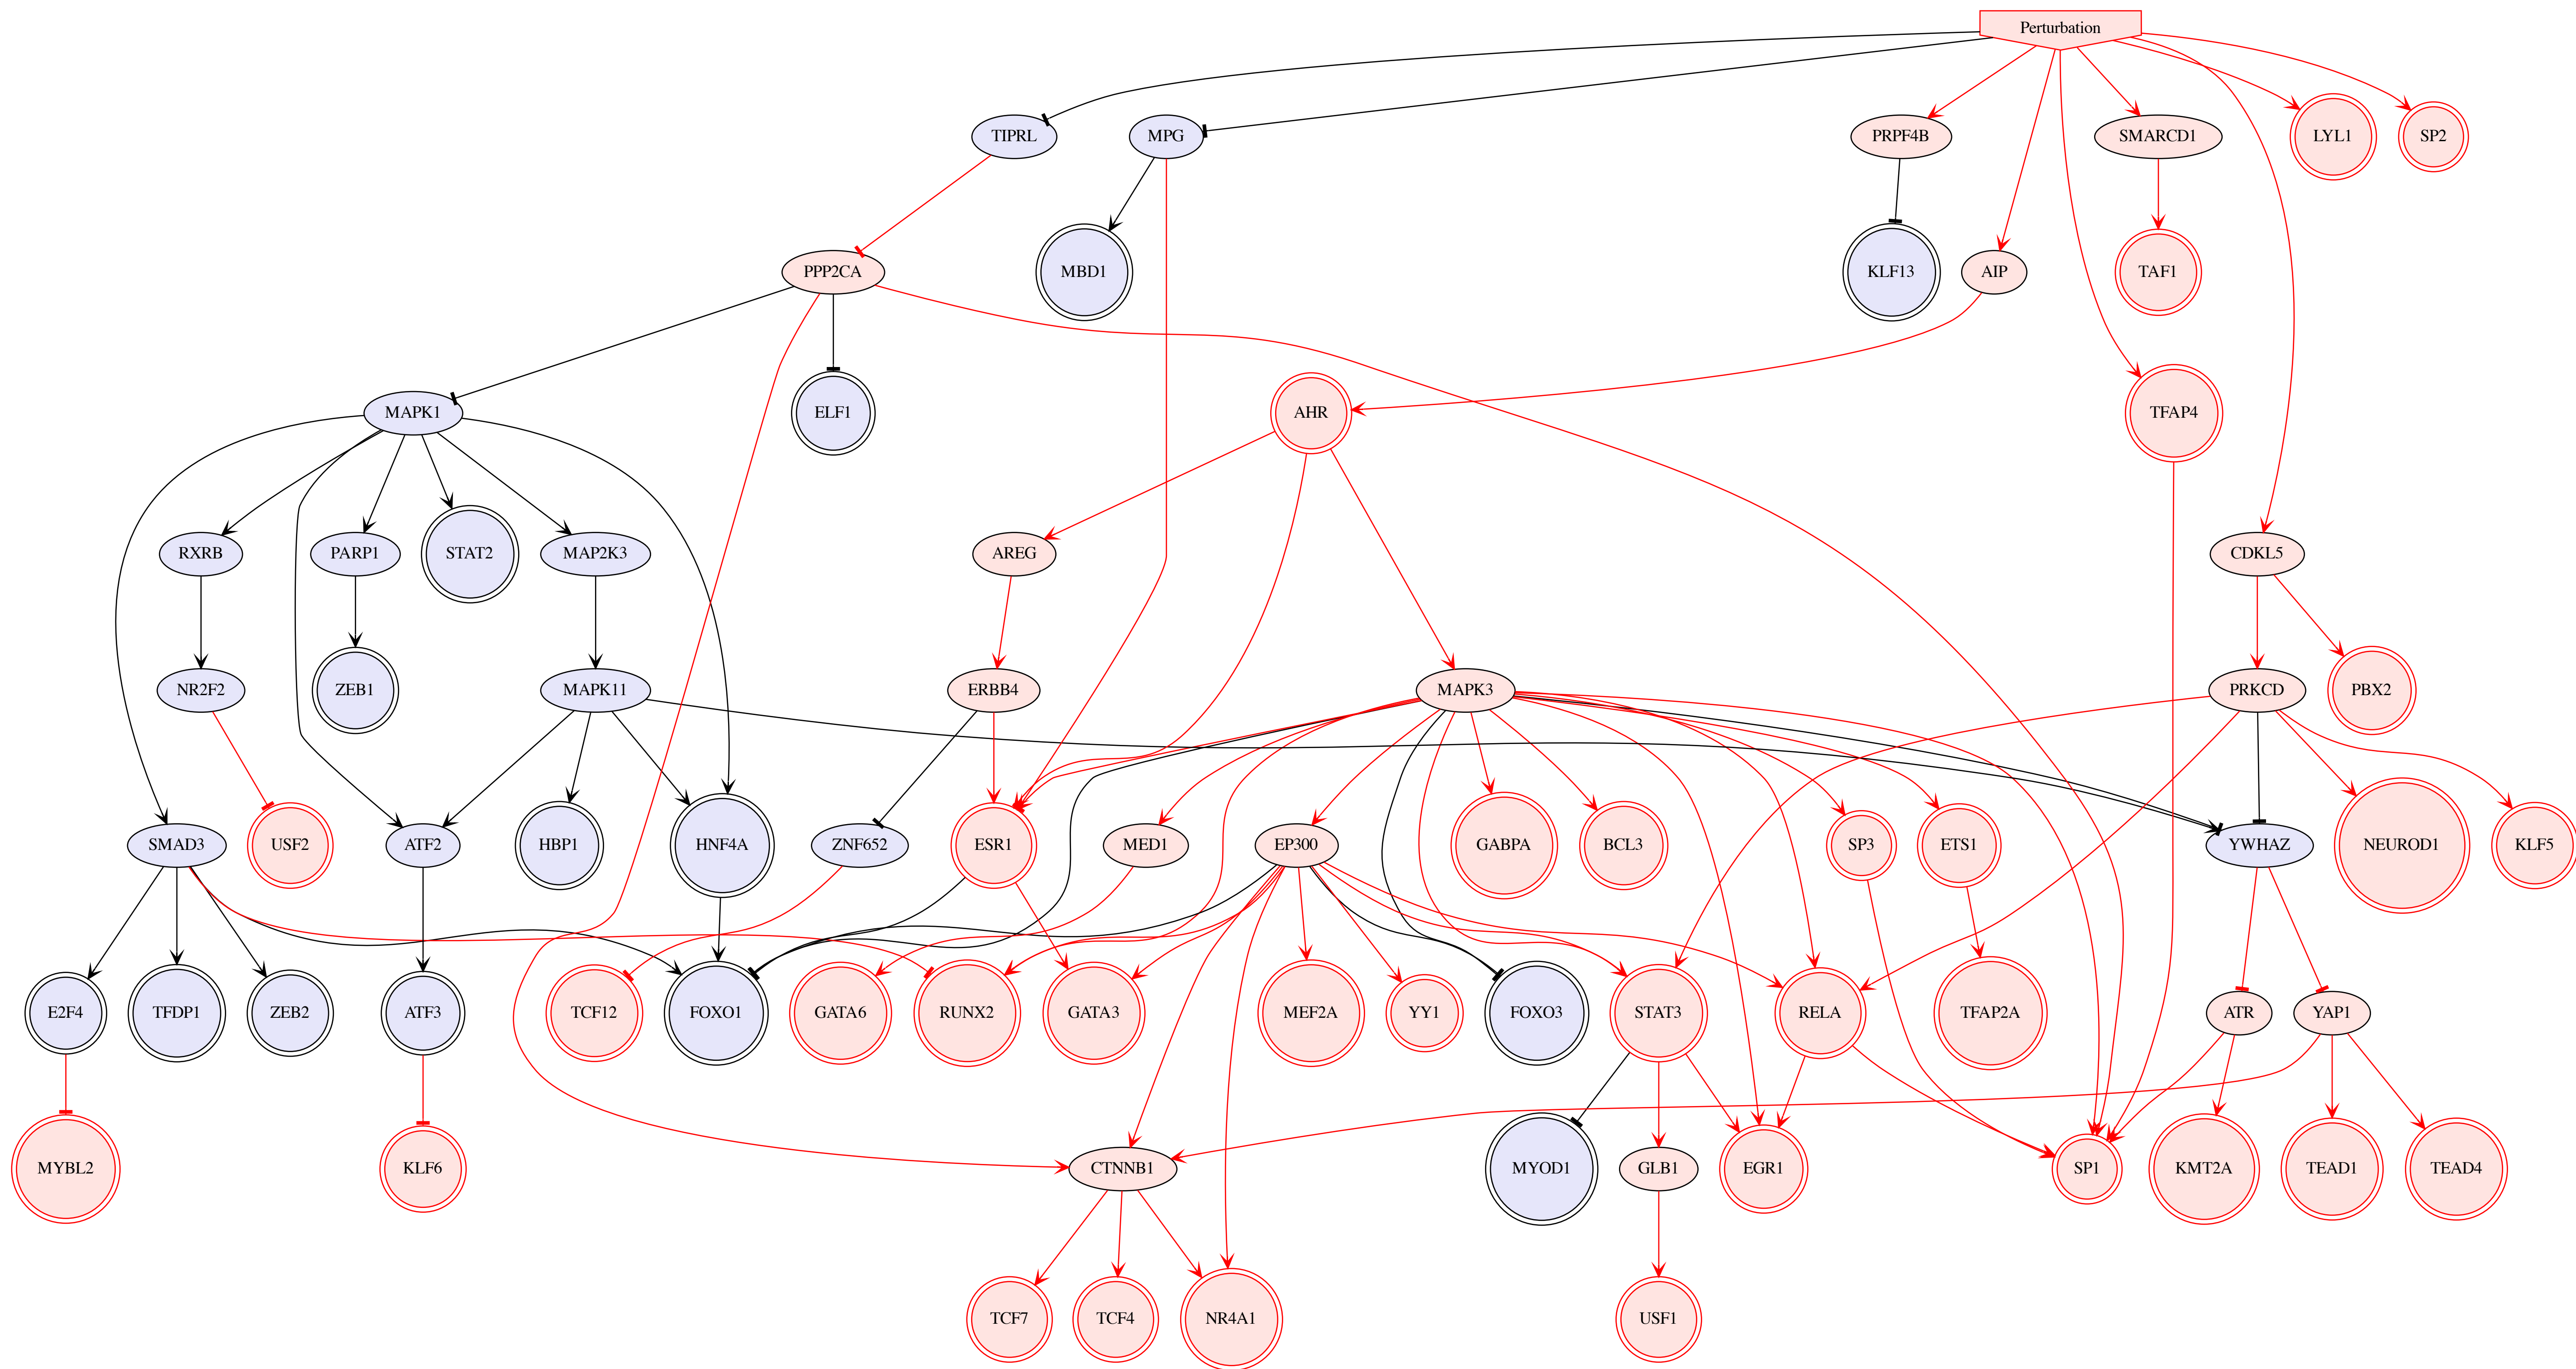 Perturbation
TIPRL
MPG
PRPF4B
SMARCD1
LYL1
SP2
PPP2CA
MBD1
KLF13
AIP
TAF1
MAPK1
ELF1
AHR
TFAP4
RXRB
PARP1
STAT2
MAP2K3
AREG
CDKL5
NR2F2
ZEB1
MAPK11
ERBB4
MAPK3
PRKCD
PBX2
SMAD3
USF2
ATF2
HBP1
HNF4A
ZNF652
ESR1
MED1
EP300
GABPA
BCL3
SP3
ETS1
YWHAZ
NEUROD1
KLF5
E2F4
TFDP1
ZEB2
ATF3
TCF12
FOXO1
GATA6
RUNX2
GATA3
MEF2A
YY1
FOXO3
STAT3
RELA
TFAP2A
ATR
YAP1
MYBL2
KLF6
CTNNB1
MYOD1
GLB1
EGR1
SP1
KMT2A
TEAD1
TEAD4
TCF7
TCF4
NR4A1
USF1